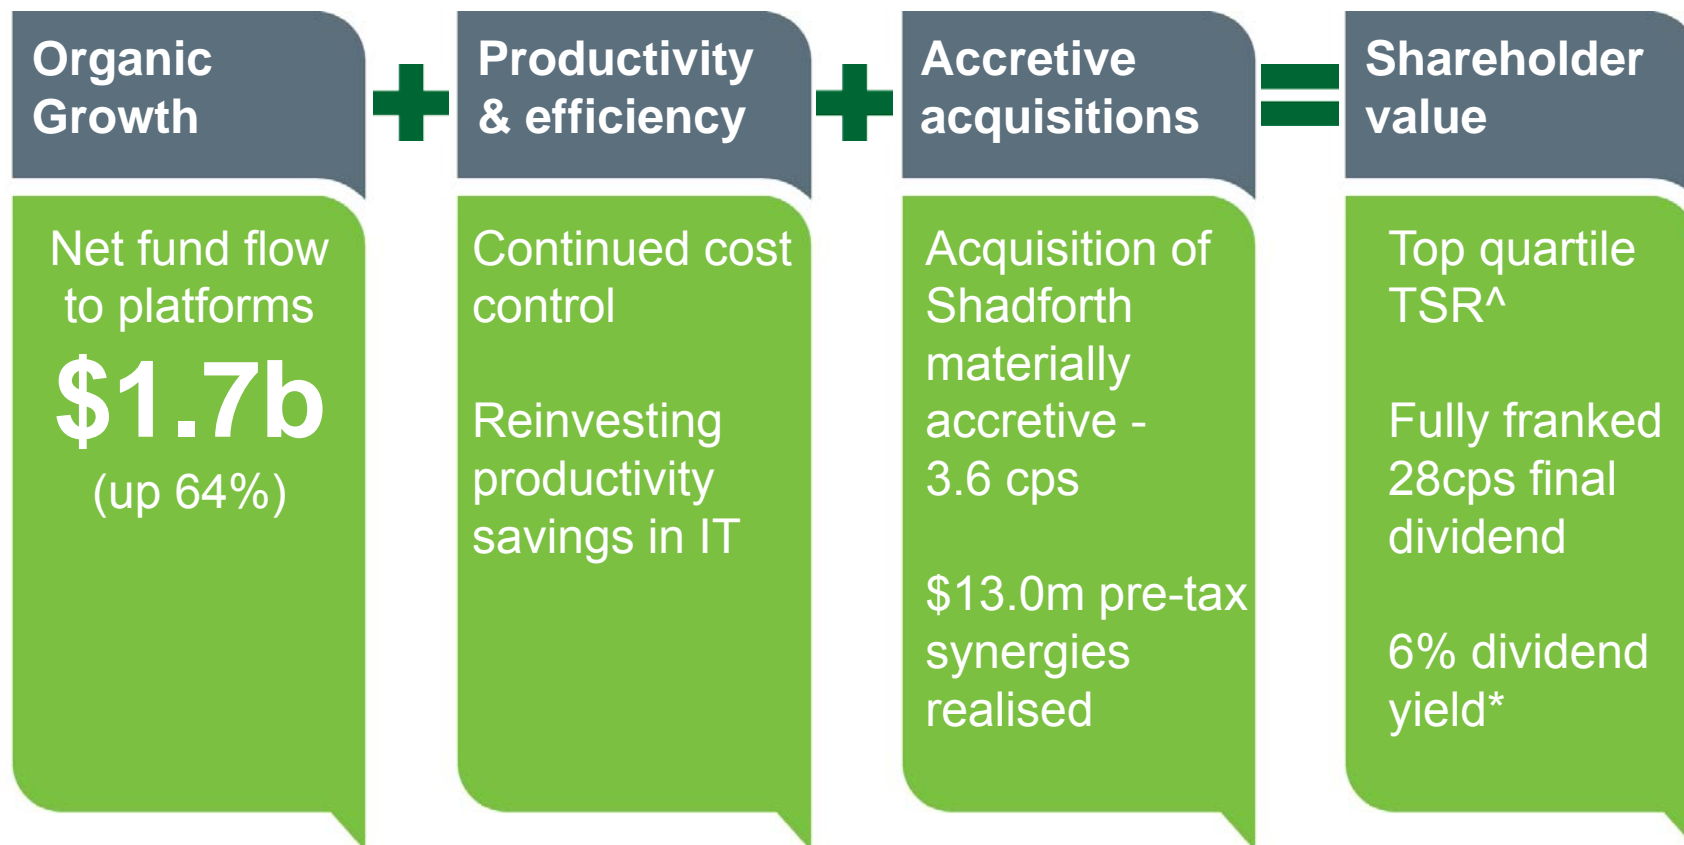 Organic
Growth
Net fund flow
to platforms
$1.7b
(up 64%)
Productivity
& efficiency
Continued cost
control
Reinvesting
productivity
savings in IT
Accretive
acquisitions
Acquisition of
Shadforth
materially
accretive -
3.6 cps
$13.0m pre-tax
synergies
realised
Shareholder
value
Top quartile
TSR^
Fully franked
28cps final
dividend
6% dividend
yield*